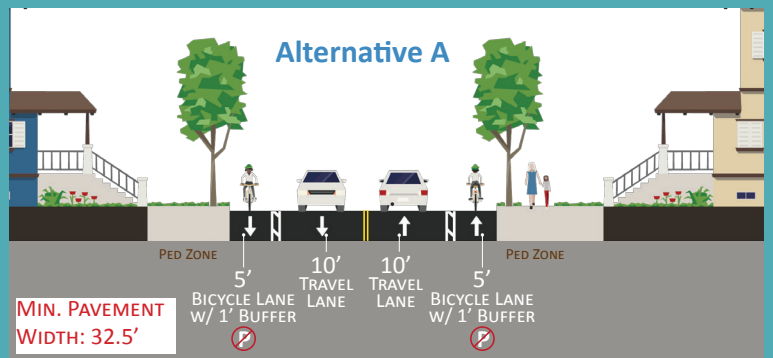 Alternative A
PED ZONE
PED ZONE
5'
BICYCLE LANE
W/ 1' BUFFER
P
10'
TRAVEL
LANE
10'
TRAVEL
LANE
5'
BICYCLE LANE
W/ 1' BUFFER
P
MIN. PAVEMENT
WIDTH: 32.5'